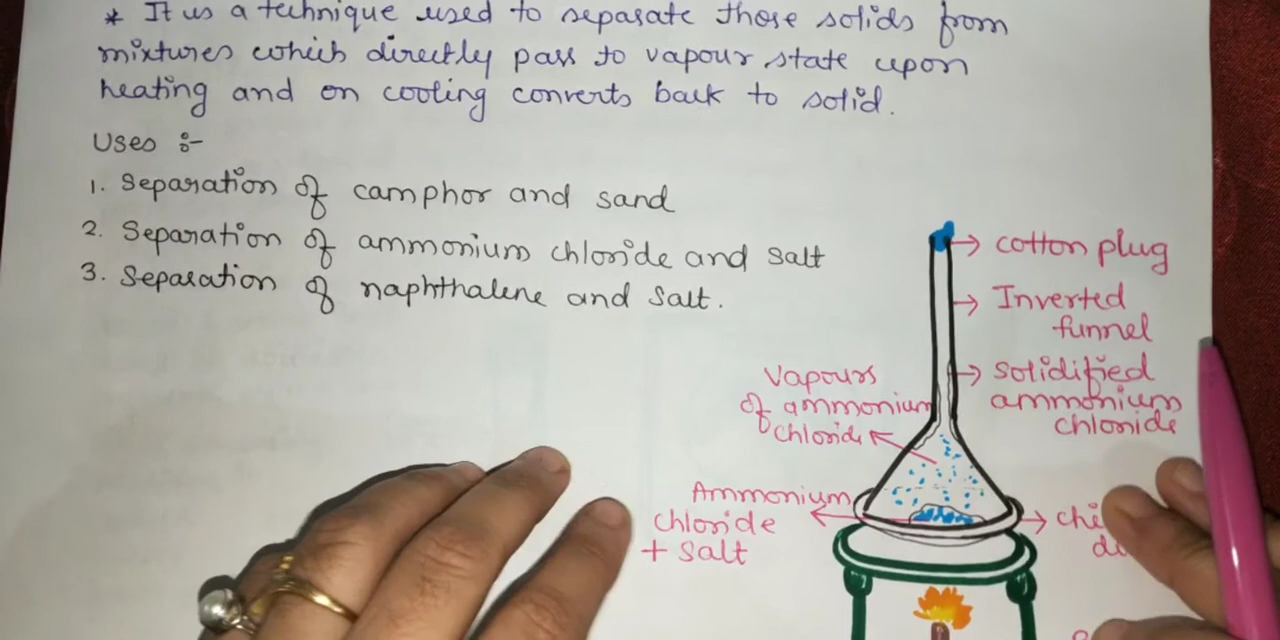 * It is a technique used to separate those solids from
mixtures which directly pass to vapour state upon
heating and on cooling converts back to solid.
Uses :-
1. Separation of camphor and sand
2. Separation of ammonium chloride and salt
3. Separation of naphthalene and salt.
cotton plug
Inverted
funnel
solidified
ammonium
chloride
Vapours
of ammonium
chloride
Ammonium
chloride
+ salt